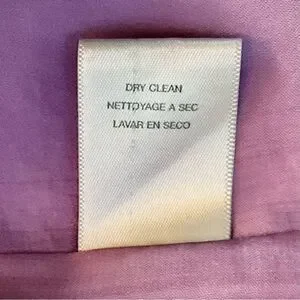 DRY CLEAN
NETTOYAGE A SEC
LAVAR EN SECO